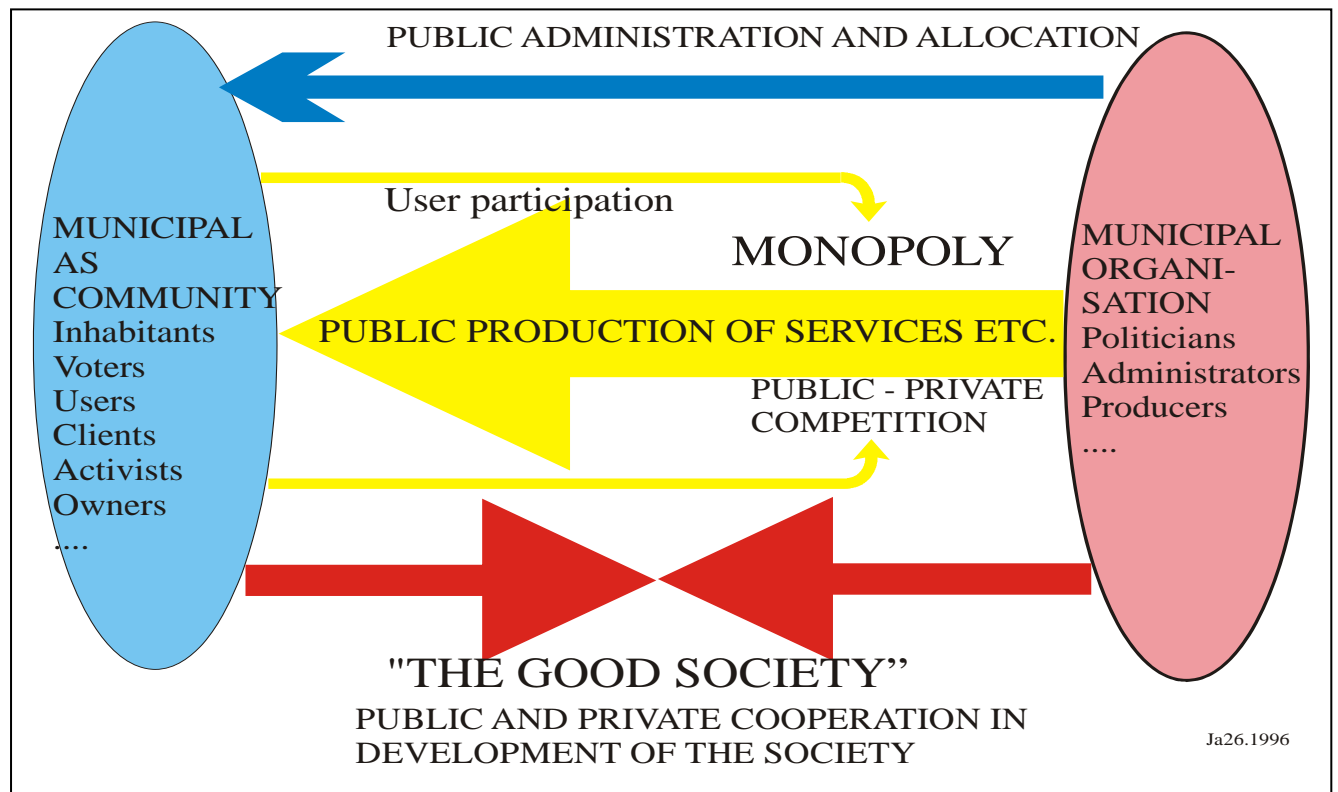 PUBLIC ADMINISTRATION AND ALLOCATION
User participation
MUNICIPAL
AS
COMMUNITY
Inhabitants
Voters
Users
Clients
Activists
Owners
....
MONOPOLY
PUBLIC PRODUCTION OF SERVICES ETC.
PUBLIC - PRIVATE
COMPETITION
MUNICIPAL
ORGANI-
SATION
Politicians
Administrators
Producers
....
"THE GOOD SOCIETY”
PUBLIC AND PRIVATE COOPERATION IN
DEVELOPMENT OF THE SOCIETY
Ja26.1996